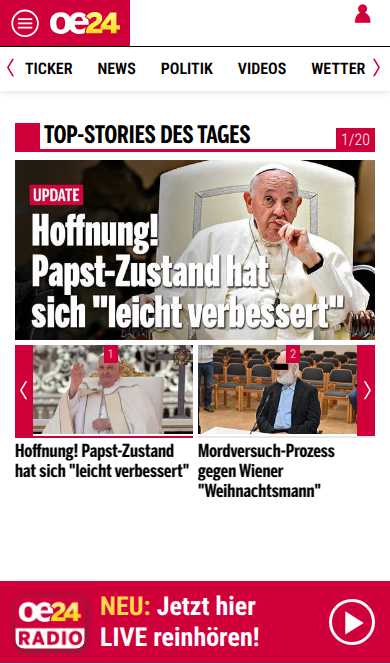 oe24
TICKER NEWS POLITIK VIDEOS WETTER
TOP-STORIES DES TAGES
1/20
UPDATE
Hoffnung!
Papst-Zustand hat
sich "leicht verbessert"
1
2
Hoffnung! Papst-Zustand
hat sich "leicht verbessert"
Mordversuch-Prozess
gegen Wiener
"Weihnachtsmann"
oe24
RADIO
NEU: Jetzt hier
LIVE reinhören!